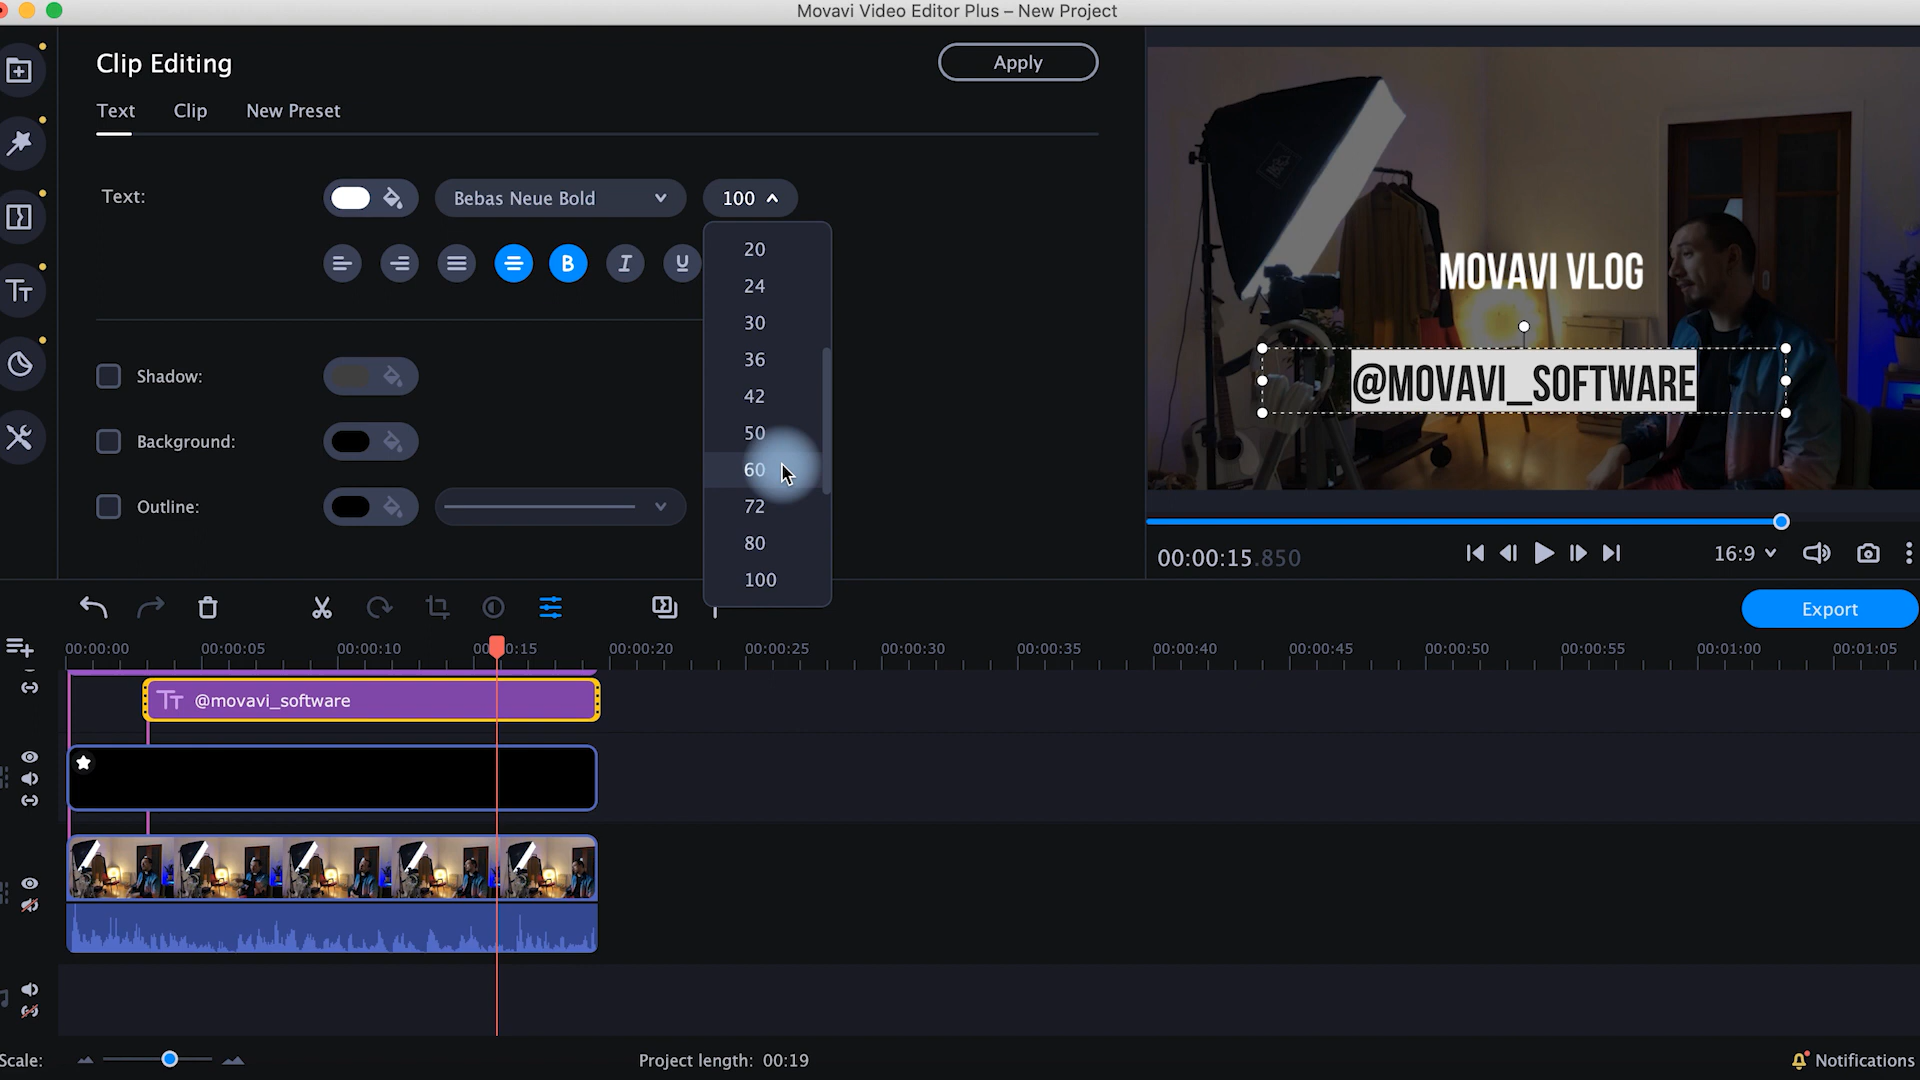 Movavi Video Editor Plus – New Project
Clip Editing
Apply
Text
Clip
New Preset
Text:
Bebas Neue Bold
100
B
I
U
20
24
30
36
42
50
60
72
80
100
Shadow:
Background:
Outline:
MOVAVI VLOG
@MOVAVI_SOFTWARE
00:00:15.850
16:9
Export
00:00:00
00:00:05
00:00:10
00:00:15
00:00:20
00:00:25
00:00:30
00:00:35
00:00:40
00:00:45
00:00:50
00:00:55
00:01:00
00:01:05
Tт @movavi_software
Scale:
Project length: 00:19
Notifications